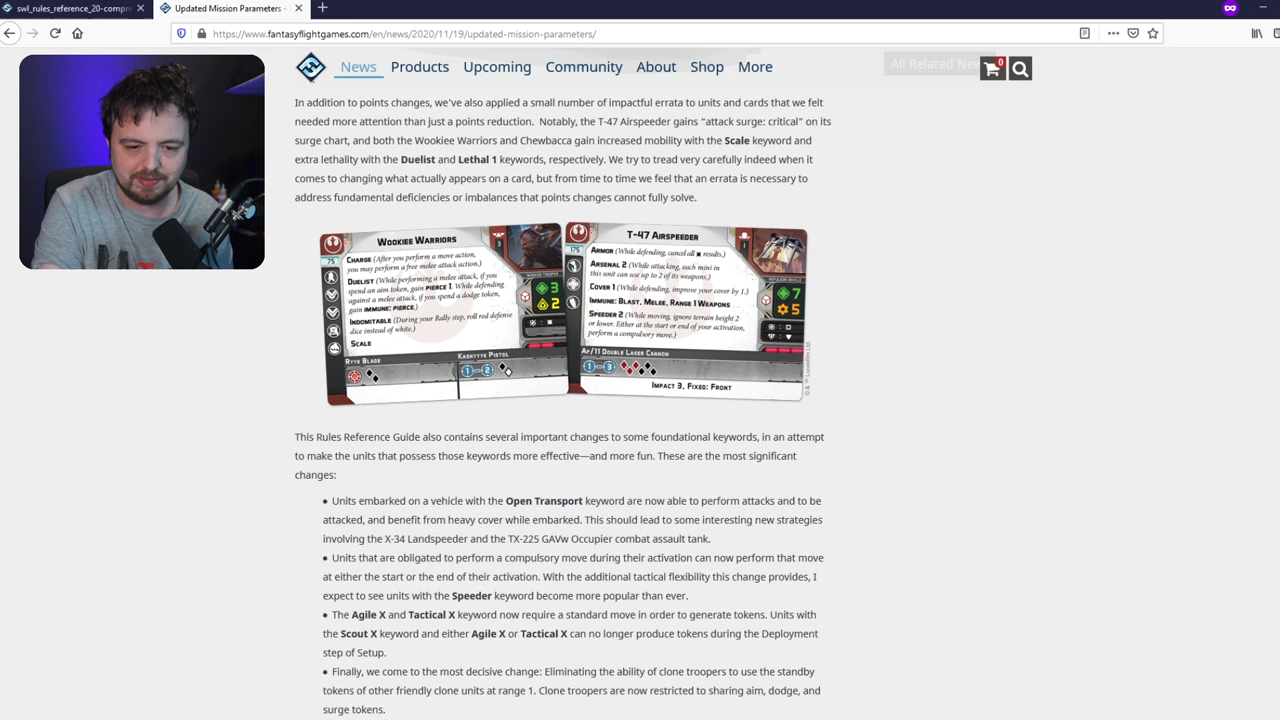 swl_rules_reference_20-compre
Updated Mission Parameters -
https://www.fantasyflightgames.com/en/news/2020/11/19/updated-mission-parameters/
News Products Upcoming Community About Shop More
All Related New
0
In addition to points changes, we've also applied a small number of impactful errata to units and cards that we felt
needed more attention than just a points reduction. Notably, the T-47 Airspeeder gains "attack surge: critical" on its
surge chart, and both the Wookiee Warriors and Chewbacca gain increased mobility with the Scale keyword and
extra lethality with the Duelist and Lethal 1 keywords, respectively. We try to tread very carefully indeed when it
comes to changing what actually appears on a card, but from time to time we feel that an errata is necessary to
address fundamental deficiencies or imbalances that points changes cannot fully solve.
Wookiee Warriors
75
3
Charge (After you perform a move action,
you may perform a free melee attack action.)
Duelist (While performing a melee attack, if you
spend an aim token, gain Pierce 1. While defending
against a melee attack, if you spend a dodge token,
gain Immune: Pierce.)
Indomitable (During your Rally step, roll red defense
dice instead of white.)
Scale
3
2
Ryyk Blade
Kashyyyk Pistol
1 2
T-47 Airspeeder
175
1
Armor (While defending, cancel all results.)
Arsenal 2 (While attacking, each mini in
this unit can use up to 2 of its weapons.)
Cover 1 (While defending, improve your cover by 1.)
Immune: Blast, Melee, Range 1 Weapons
Speeder 2 (While moving, ignore terrain height 2
or lower. Either at the start or end of your activation,
perform a compulsory move.)
7
5
Ap/11 Double Laser Cannon
1 3
Impact 3, Fixed: Front
This Rules Reference Guide also contains several important changes to some foundational keywords, in an attempt
to make the units that possess those keywords more effective—and more fun. These are the most significant
changes:
• Units embarked on a vehicle with the Open Transport keyword are now able to perform attacks and to be
attacked, and benefit from heavy cover while embarked. This should lead to some interesting new strategies
involving the X-34 Landspeeder and the TX-225 GAVw Occupier combat assault tank.
• Units that are obligated to perform a compulsory move during their activation can now perform that move
at either the start or the end of their activation. With the additional tactical flexibility this change provides, I
expect to see units with the Speeder keyword become more popular than ever.
• The Agile X and Tactical X keyword now require a standard move in order to generate tokens. Units with
the Scout X keyword and either Agile X or Tactical X can no longer produce tokens during the Deployment
step of Setup.
• Finally, we come to the most decisive change: Eliminating the ability of clone troopers to use the standby
tokens of other friendly clone units at range 1. Clone troopers are now restricted to sharing aim, dodge, and
surge tokens.